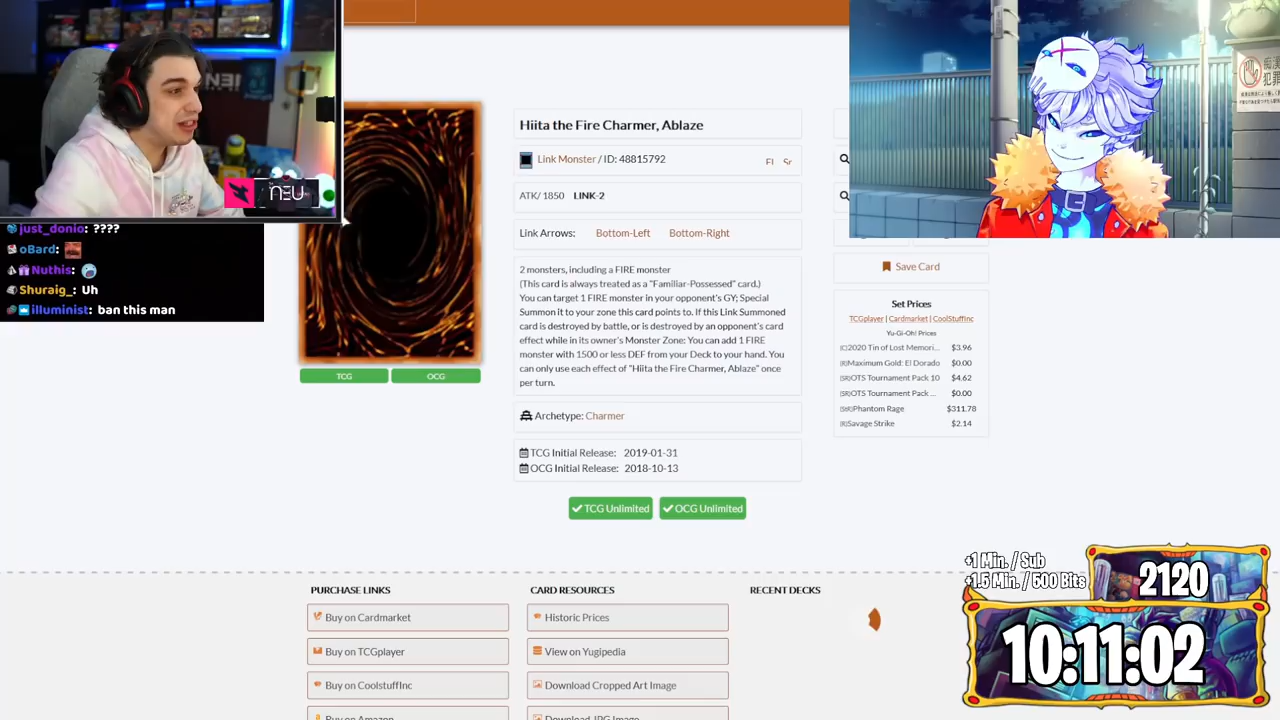 Hiita the Fire Charmer, Ablaze
Link Monster / ID: 48815792
ATK/ 1850 LINK-2
Link Arrows: Bottom-Left Bottom-Right
2 monsters, including a FIRE monster
(This card is always treated as a "Familiar-Possessed" card.)
You can target 1 FIRE monster in your opponent's GY; Special
Summon it to your zone this card points to. If this Link Summoned
card is destroyed by battle, or is destroyed by an opponent's card
effect while in its owner's Monster Zone: You can add 1 FIRE
monster with 1500 or less DEF from your Deck to your hand. You
can only use each effect of "Hiita the Fire Charmer, Ablaze" once
per turn.
Archetype: Charmer
TCG Initial Release: 2019-01-31
OCG Initial Release: 2018-10-13
TCG Unlimited OCG Unlimited
TCG OCG
NEU
just_donio: ????
oBard:
Nuthis:
Shuraig_: Uh
illuminist: ban this man
Save Card
Set Prices
TCGplayer | Cardmarket | CoolStuffInc
Yu-Gi-Oh! Prices
(C)2020 Tin of Lost Memori... $3.96
(R)Maximum Gold: El Dorado $0.00
(SR)OTS Tournament Pack 10 $4.62
(SR)OTS Tournament Pack ... $0.00
(StR)Phantom Rage $311.78
(R)Savage Strike $2.14
PURCHASE LINKS
Buy on Cardmarket
Buy on TCGplayer
Buy on CoolstuffInc
Buy on Amazon
CARD RESOURCES
Historic Prices
View on Yugipedia
Download Cropped Art Image
Download JPG Image
RECENT DECKS
+1 Min. / Sub
+1.5 Min. / 500 Bits
2120
10:11:02